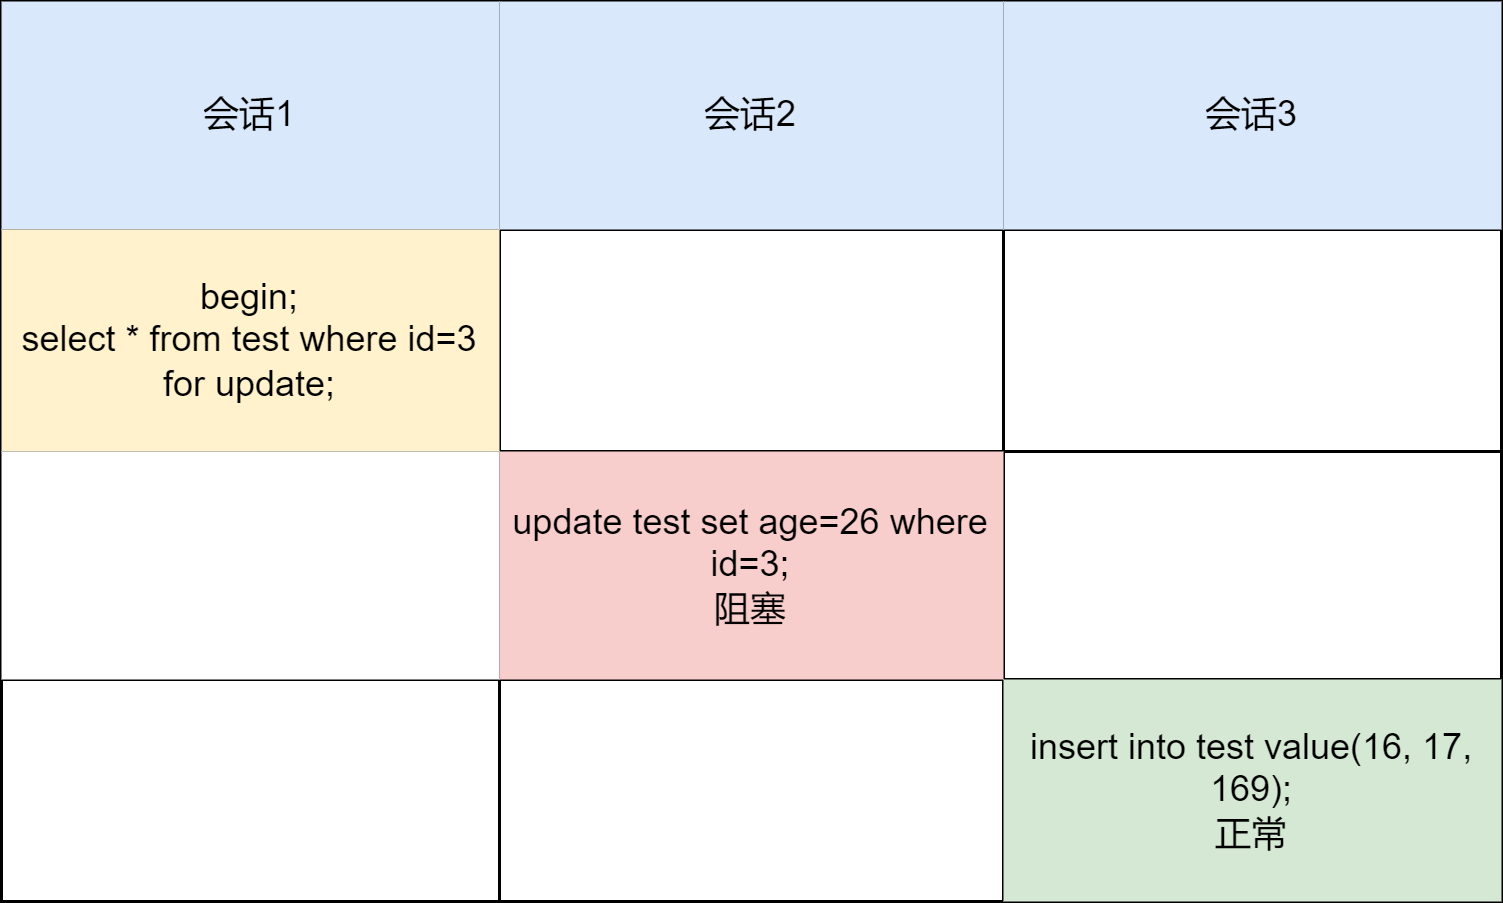 会话1
会话2
会话3
begin;
select * from test where id=3
for update;
update test set age=26 where
id=3;
阻塞
insert into test value(16, 17,
169);
正常